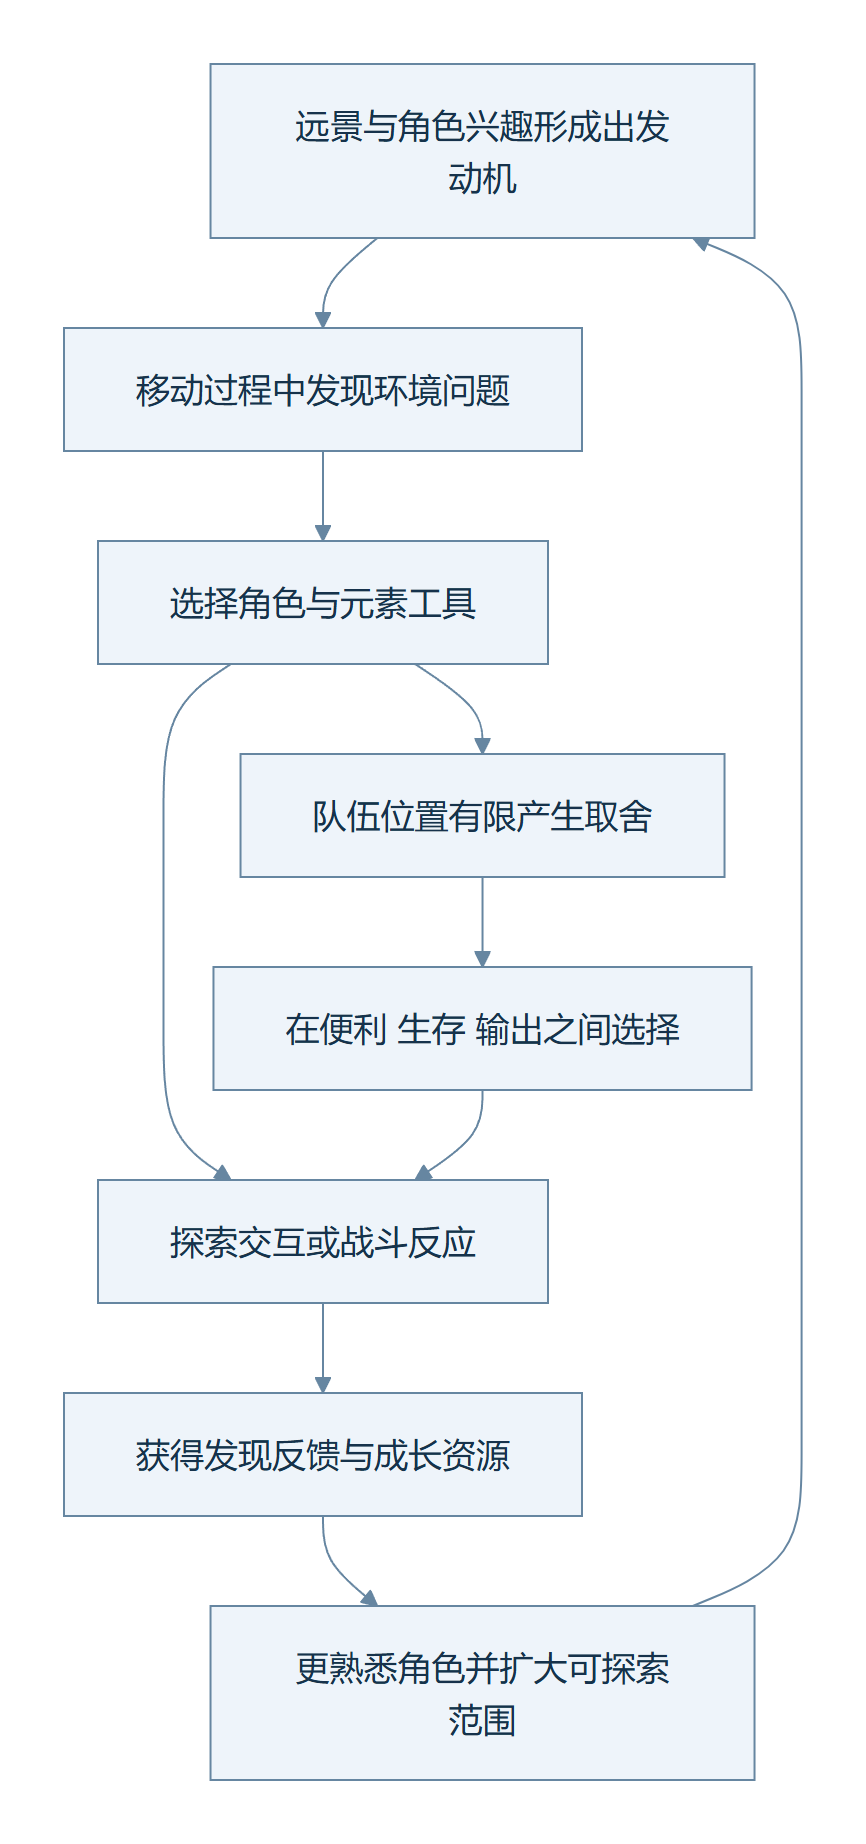 远景与角色兴趣形成出发
动机
移动过程中发现环境问题
选择角色与元素工具
队伍位置有限产生取舍
在便利 生存 输出之间选择
探索交互或战斗反应
获得发现反馈与成长资源
更熟悉角色并扩大可探索
范围